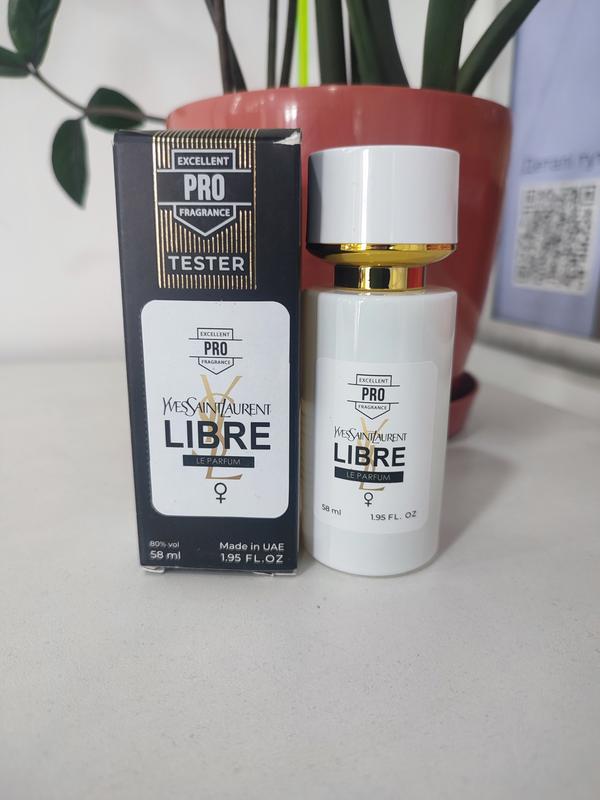 EXCELLENT
PRO
FRAGRANCE
TESTER
EXCELLENT
PRO
FRAGRANCE
YVESSAINTLAURENT
LIBRE
LE PARFUM
80% vol
58 ml
Made in UAE
1.95 FL.OZ
EXCELLENT
PRO
FRAGRANCE
YVESSAINTLAURENT
LIBRE
LE PARFUM
58 ml
1.95 FL. OZ